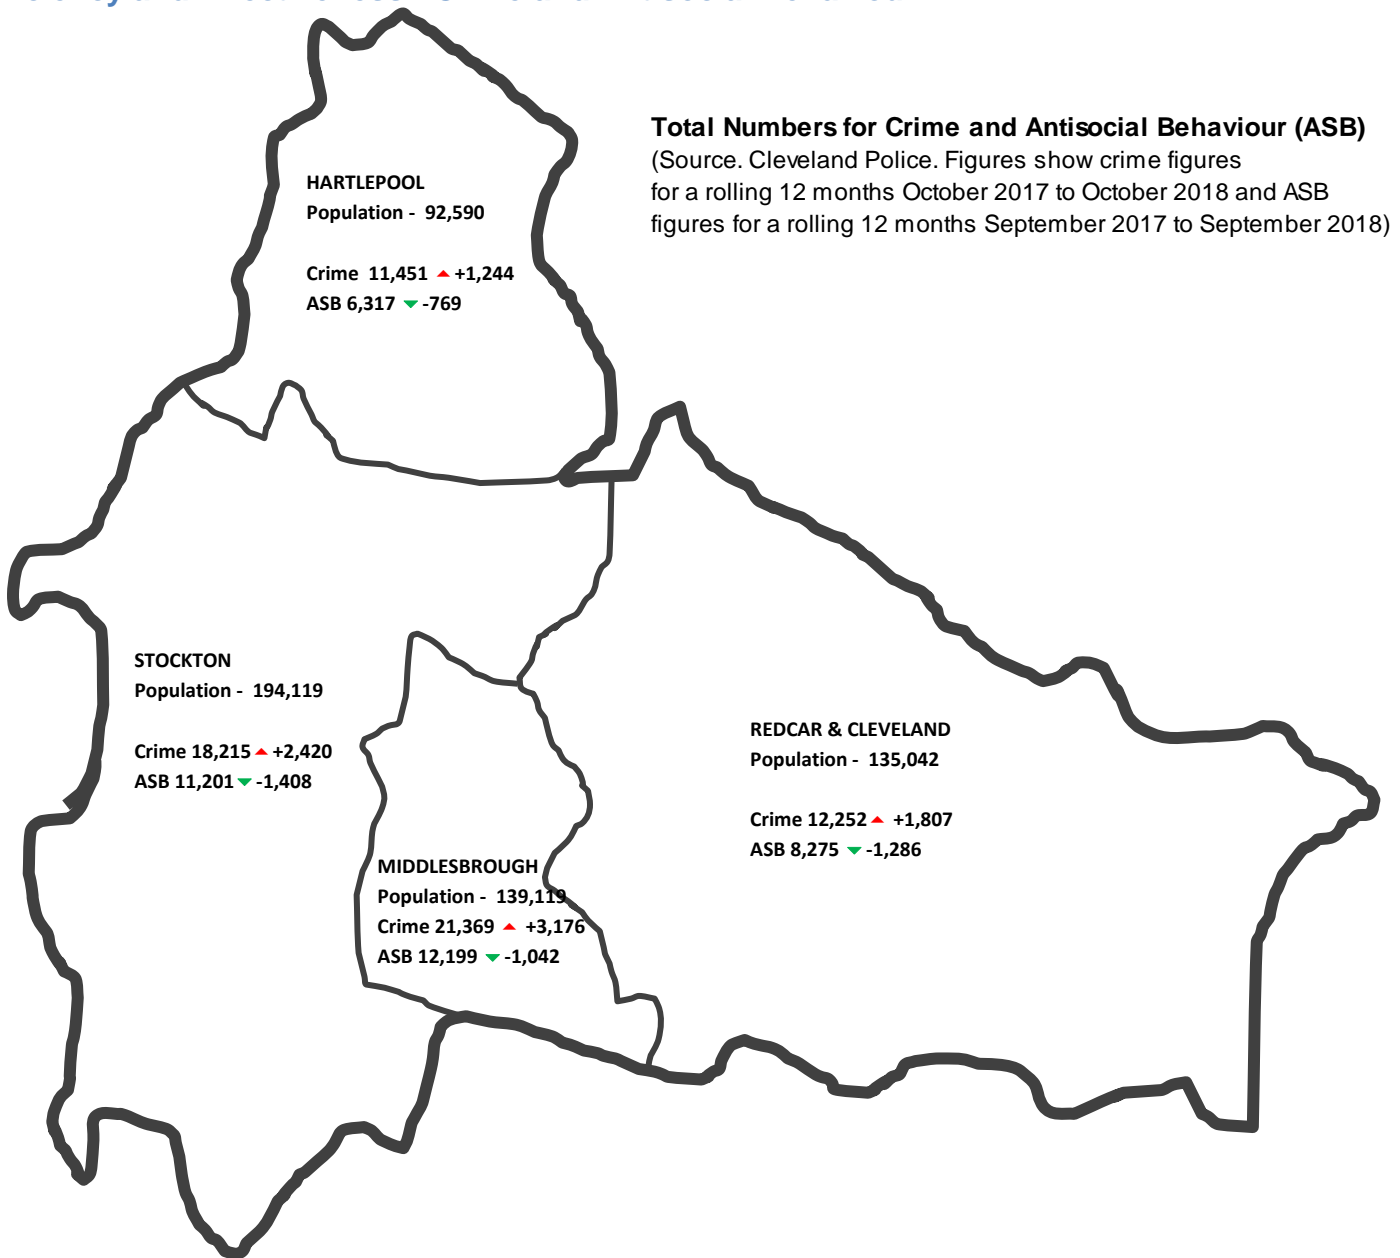 Total Numbers for Crime and Antisocial Behaviour (ASB)
(Source. Cleveland Police. Figures show crime figures
for a rolling 12 months October 2017 to October 2018 and ASB
figures for a rolling 12 months September 2017 to September 2018)
HARTLEPOOL
Population - 92,590
Crime 11,451 ▲ +1,244
ASB 6,317 ▼ -769
STOCKTON
Population - 194,119
Crime 18,215 ▲ +2,420
ASB 11,201 ▼ -1,408
REDCAR & CLEVELAND
Population - 135,042
Crime 12,252 ▲ +1,807
ASB 8,275 ▼ -1,286
MIDDLESBROUGH
Population - 139,119
Crime 21,369 ▲ +3,176
ASB 12,199 ▼ -1,042